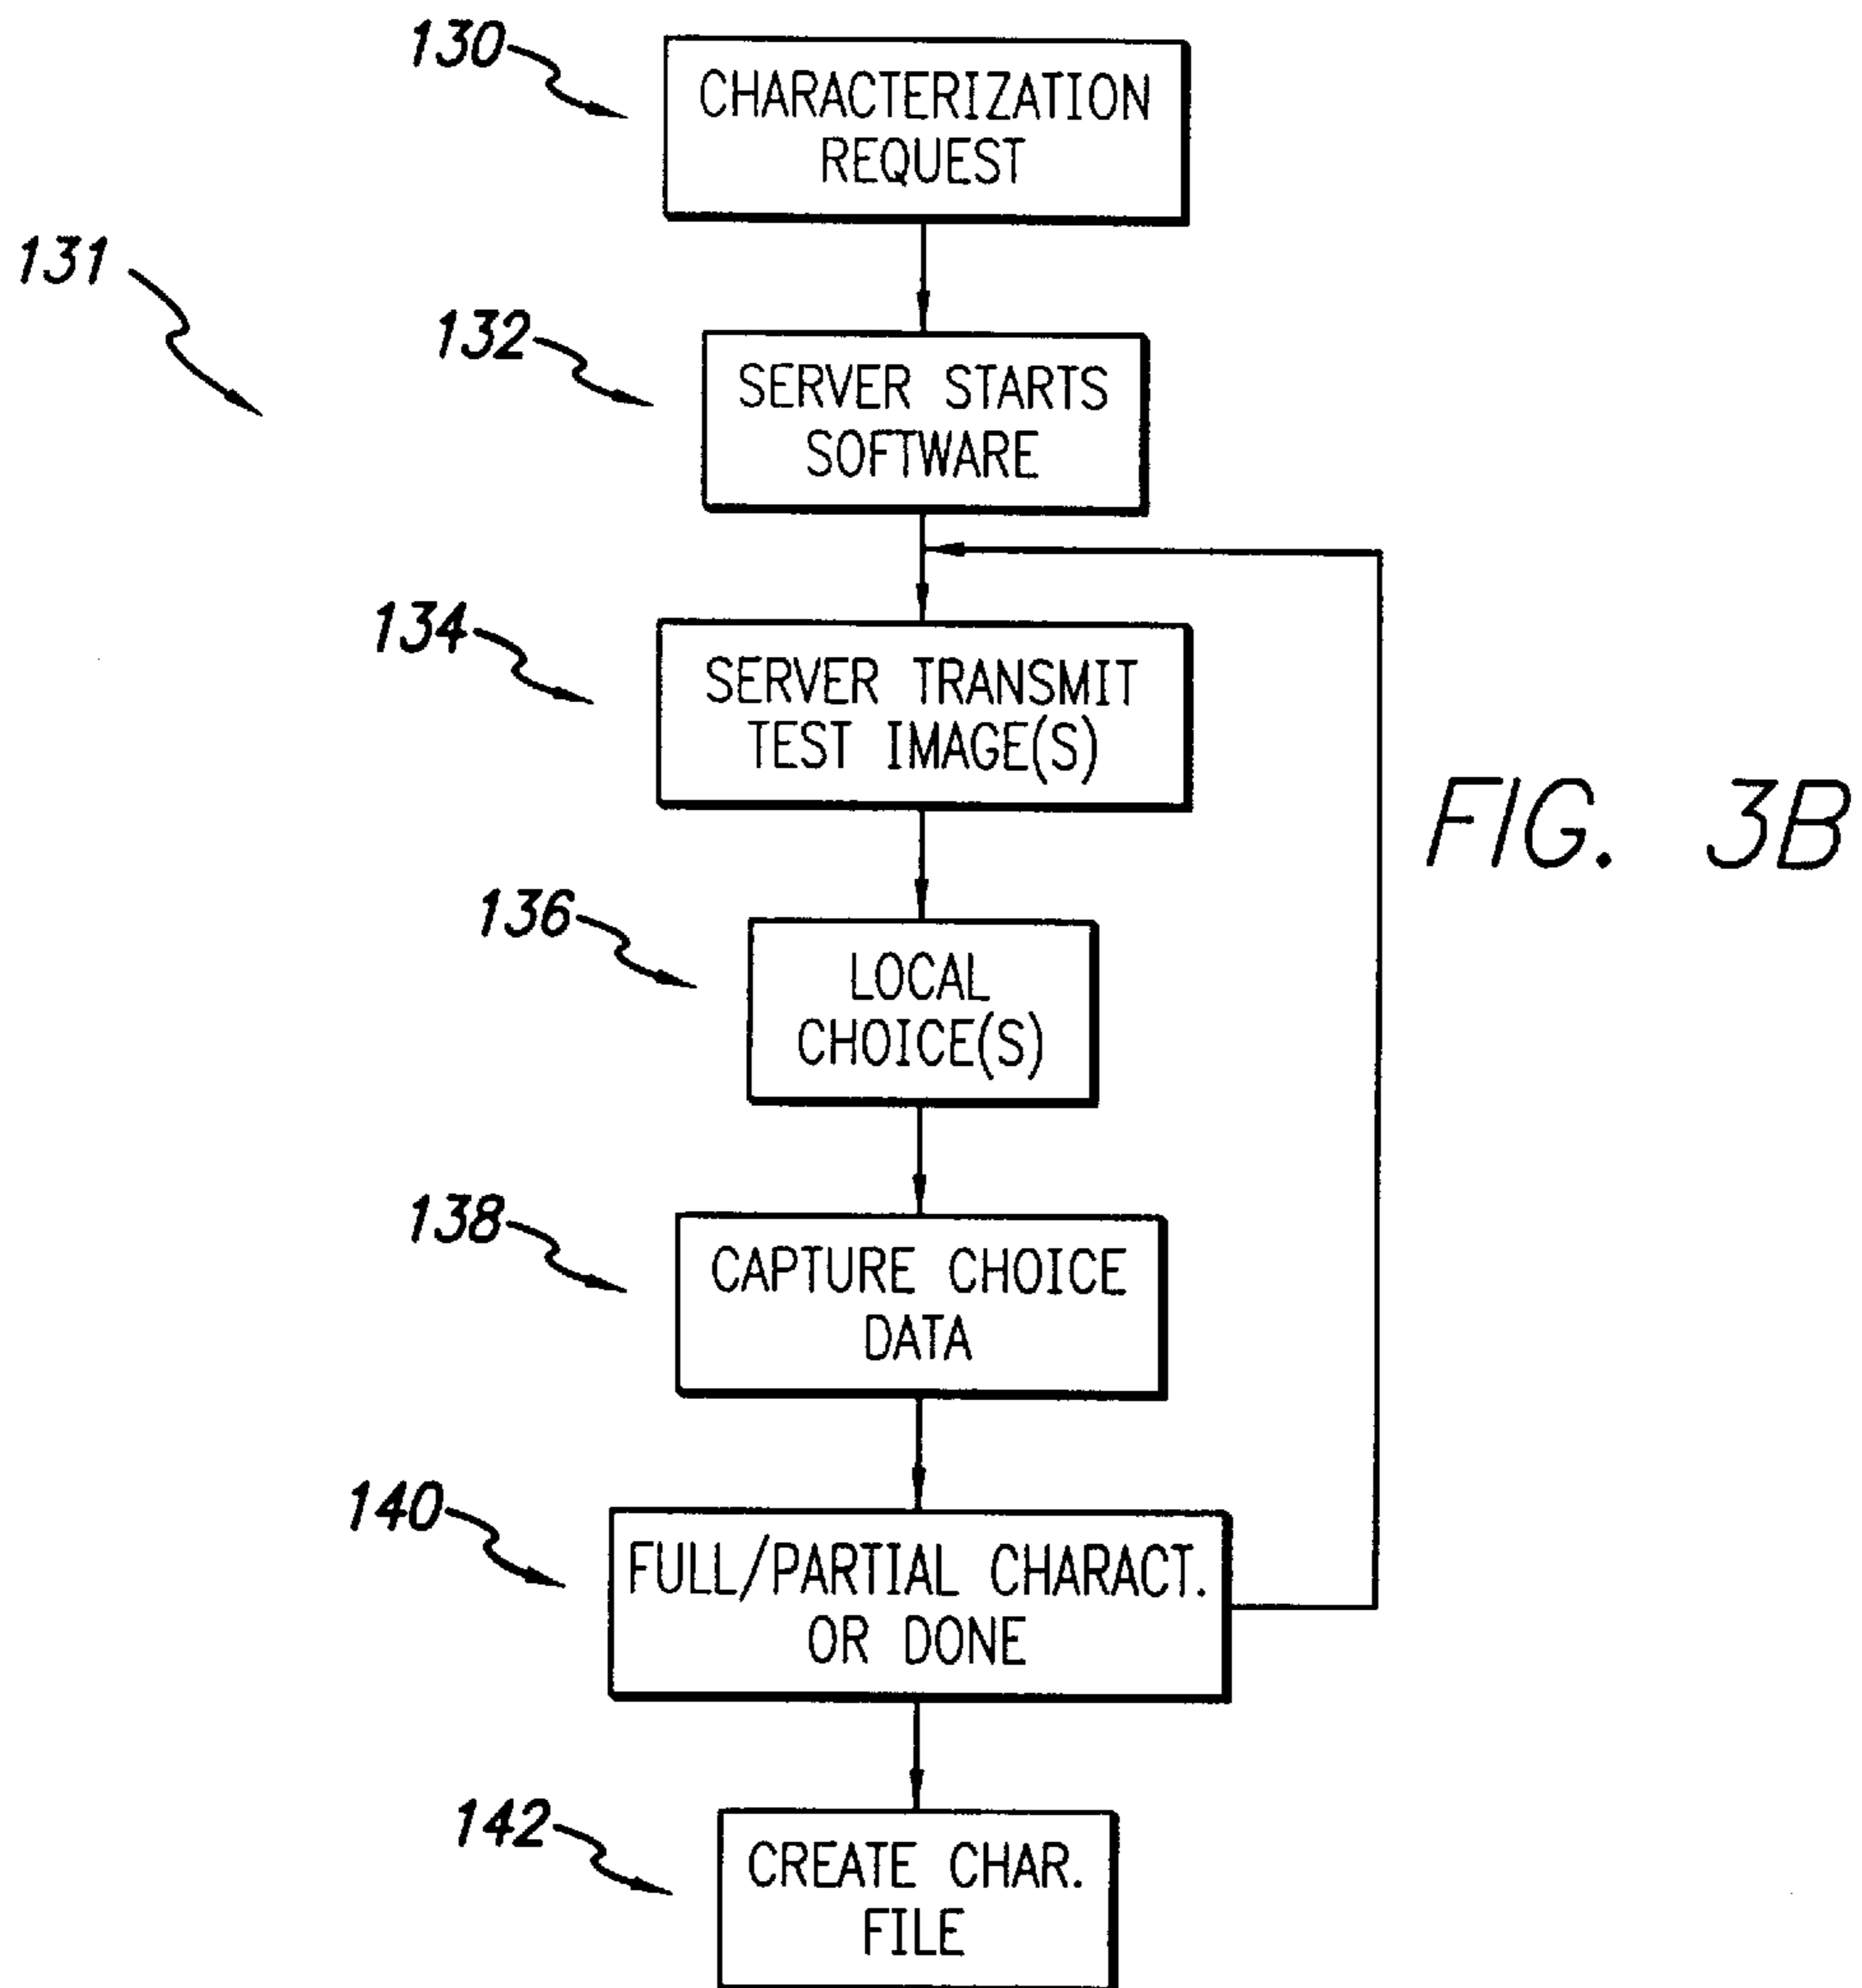 130
CHARACTERIZATION
REQUEST
131
132
SERVER STARTS
SOFTWARE
134
SERVER TRANSMIT
TEST IMAGE(S)
FIG. 3B
136
LOCAL
CHOICE(S)
138
CAPTURE CHOICE
DATA
140
FULL/PARTIAL CHARACT.
OR DONE
142
CREATE CHAR.
FILE